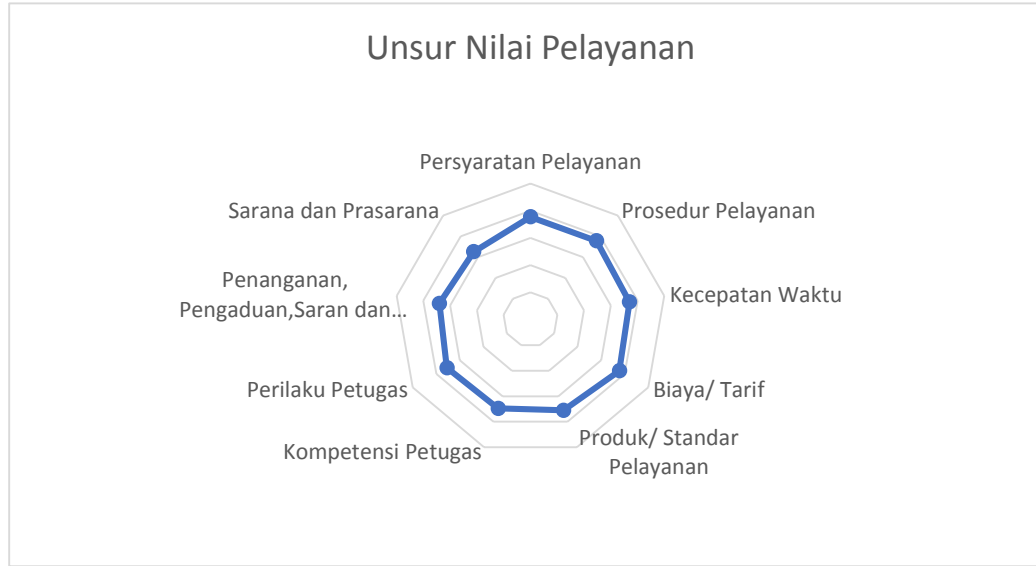 Unsur Nilai Pelayanan
Persyaratan Pelayanan
Prosedur Pelayanan
Kecepatan Waktu
Biaya/ Tarif
Produk/ Standar
Pelayanan
Kompetensi Petugas
Perilaku Petugas
Penanganan,
Pengaduan,Saran dan…
Sarana dan Prasarana